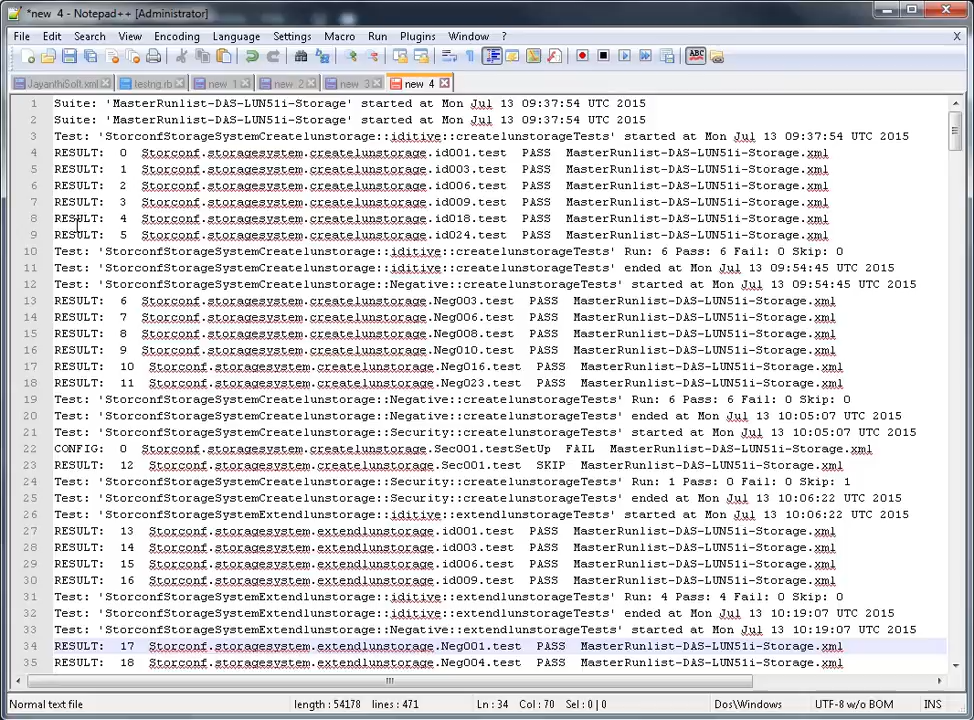 *new  4 - Notepad++ [Administrator]
File Edit Search View Encoding Language Settings Macro Run Plugins Window ? X
JayanthiSolt.xml testng.rb new 1 new 2 new 3 new 4
1 Suite: 'MasterRunlist-DAS-LUN51i-Storage' started at Mon Jul 13 09:37:54 UTC 2015
2 Suite: 'MasterRunlist-DAS-LUN51i-Storage' started at Mon Jul 13 09:37:54 UTC 2015
3 Test: 'StorconfStorageSystemCreatelunstorage::iditive::createlunstorageTests' started at Mon Jul 13 09:37:54 UTC 2015
4 RESULT:  0  Storconf.storagesystem.createlunstorage.id001.test  PASS  MasterRunlist-DAS-LUN51i-Storage.xml
5 RESULT:  1  Storconf.storagesystem.createlunstorage.id003.test  PASS  MasterRunlist-DAS-LUN51i-Storage.xml
6 RESULT:  2  Storconf.storagesystem.createlunstorage.id006.test  PASS  MasterRunlist-DAS-LUN51i-Storage.xml
7 RESULT:  3  Storconf.storagesystem.createlunstorage.id009.test  PASS  MasterRunlist-DAS-LUN51i-Storage.xml
8 RESULT:  4  Storconf.storagesystem.createlunstorage.id018.test  PASS  MasterRunlist-DAS-LUN51i-Storage.xml
9 RESULT:  5  Storconf.storagesystem.createlunstorage.id024.test  PASS  MasterRunlist-DAS-LUN51i-Storage.xml
10 Test: 'StorconfStorageSystemCreatelunstorage::iditive::createlunstorageTests' Run: 6 Pass: 6 Fail: 0 Skip: 0
11 Test: 'StorconfStorageSystemCreatelunstorage::iditive::createlunstorageTests' ended at Mon Jul 13 09:54:45 UTC 2015
12 Test: 'StorconfStorageSystemCreatelunstorage::Negative::createlunstorageTests' started at Mon Jul 13 09:54:45 UTC 2015
13 RESULT:  6  Storconf.storagesystem.createlunstorage.Neg003.test  PASS  MasterRunlist-DAS-LUN51i-Storage.xml
14 RESULT:  7  Storconf.storagesystem.createlunstorage.Neg006.test  PASS  MasterRunlist-DAS-LUN51i-Storage.xml
15 RESULT:  8  Storconf.storagesystem.createlunstorage.Neg008.test  PASS  MasterRunlist-DAS-LUN51i-Storage.xml
16 RESULT:  9  Storconf.storagesystem.createlunstorage.Neg010.test  PASS  MasterRunlist-DAS-LUN51i-Storage.xml
17 RESULT:  10  Storconf.storagesystem.createlunstorage.Neg016.test  PASS  MasterRunlist-DAS-LUN51i-Storage.xml
18 RESULT:  11  Storconf.storagesystem.createlunstorage.Neg023.test  PASS  MasterRunlist-DAS-LUN51i-Storage.xml
19 Test: 'StorconfStorageSystemCreatelunstorage::Negative::createlunstorageTests' Run: 6 Pass: 6 Fail: 0 Skip: 0
20 Test: 'StorconfStorageSystemCreatelunstorage::Negative::createlunstorageTests' ended at Mon Jul 13 10:05:07 UTC 2015
21 Test: 'StorconfStorageSystemCreatelunstorage::Security::createlunstorageTests' started at Mon Jul 13 10:05:07 UTC 2015
22 CONFIG:  0  Storconf.storagesystem.createlunstorage.Sec001.testSetUp  FAIL  MasterRunlist-DAS-LUN51i-Storage.xml
23 RESULT:  12  Storconf.storagesystem.createlunstorage.Sec001.test  SKIP  MasterRunlist-DAS-LUN51i-Storage.xml
24 Test: 'StorconfStorageSystemCreatelunstorage::Security::createlunstorageTests' Run: 1 Pass: 0 Fail: 0 Skip: 1
25 Test: 'StorconfStorageSystemCreatelunstorage::Security::createlunstorageTests' ended at Mon Jul 13 10:06:22 UTC 2015
26 Test: 'StorconfStorageSystemExtendlunstorage::iditive::extendlunstorageTests' started at Mon Jul 13 10:06:22 UTC 2015
27 RESULT:  13  Storconf.storagesystem.extendlunstorage.id001.test  PASS  MasterRunlist-DAS-LUN51i-Storage.xml
28 RESULT:  14  Storconf.storagesystem.extendlunstorage.id003.test  PASS  MasterRunlist-DAS-LUN51i-Storage.xml
29 RESULT:  15  Storconf.storagesystem.extendlunstorage.id006.test  PASS  MasterRunlist-DAS-LUN51i-Storage.xml
30 RESULT:  16  Storconf.storagesystem.extendlunstorage.id009.test  PASS  MasterRunlist-DAS-LUN51i-Storage.xml
31 Test: 'StorconfStorageSystemExtendlunstorage::iditive::extendlunstorageTests' Run: 4 Pass: 4 Fail: 0 Skip: 0
32 Test: 'StorconfStorageSystemExtendlunstorage::iditive::extendlunstorageTests' ended at Mon Jul 13 10:19:07 UTC 2015
33 Test: 'StorconfStorageSystemExtendlunstorage::Negative::extendlunstorageTests' started at Mon Jul 13 10:19:07 UTC 2015
34 RESULT:  17  Storconf.storagesystem.extendlunstorage.Neg001.test  PASS  MasterRunlist-DAS-LUN51i-Storage.xml
35 RESULT:  18  Storconf.storagesystem.extendlunstorage.Neg004.test  PASS  MasterRunlist-DAS-LUN51i-Storage.xml
Normal text file length : 54178 lines : 471 Ln : 34 Col : 70 Sel : 0 | 0 Dos\Windows UTF-8 w/o BOM INS